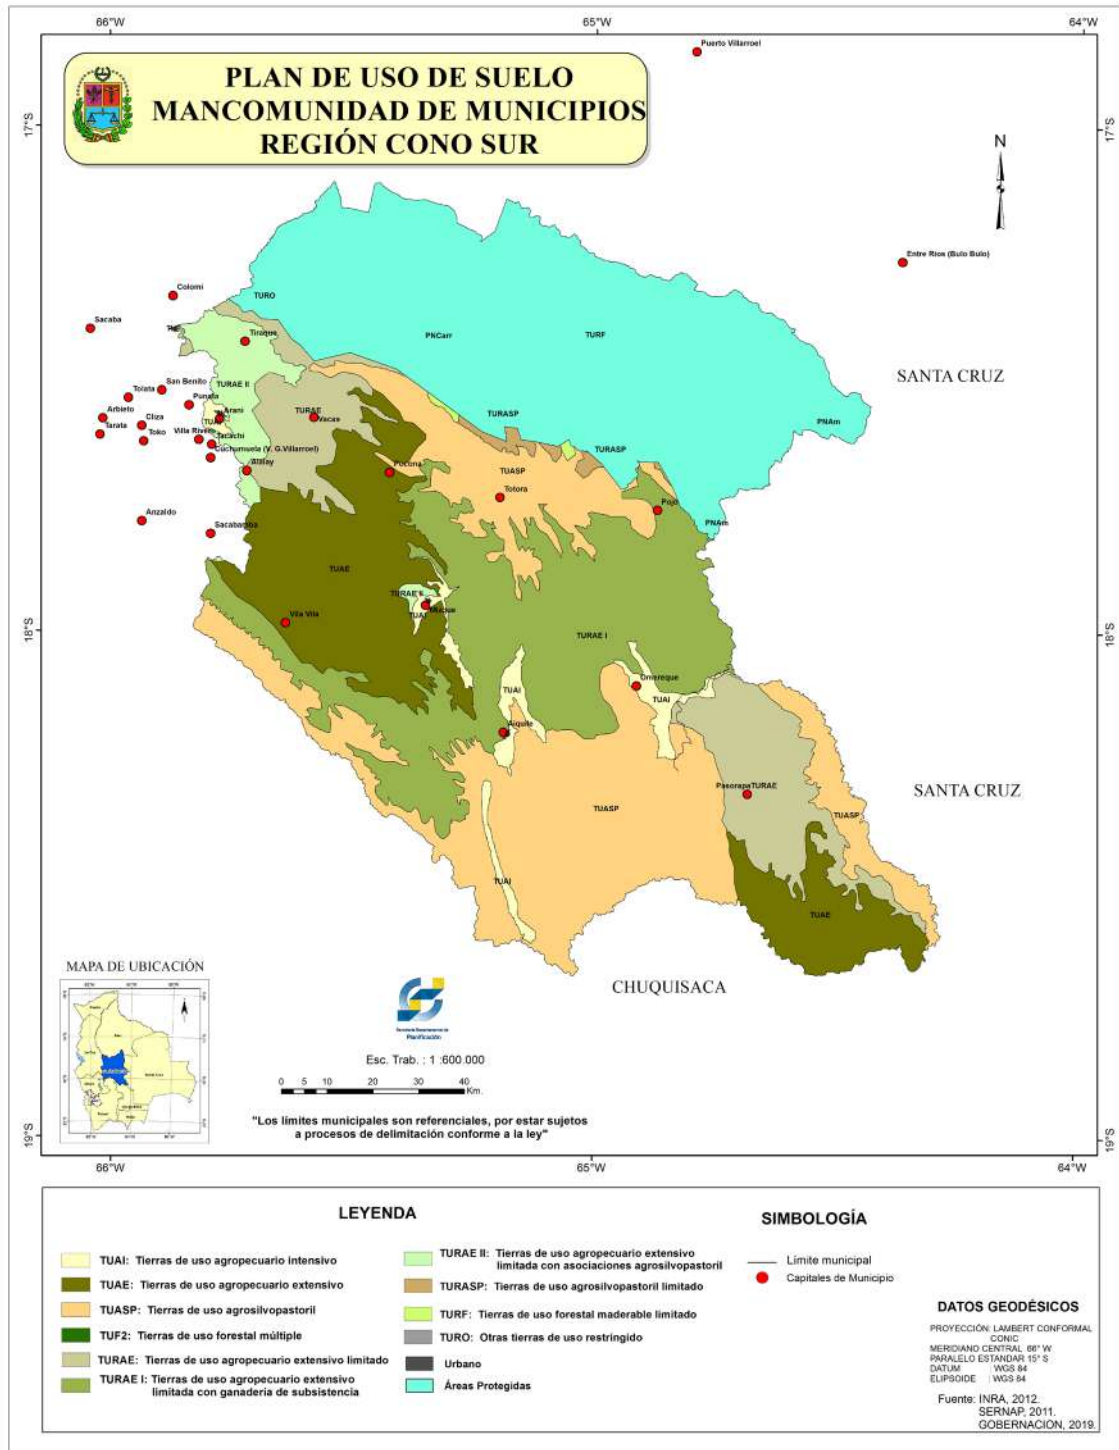 66°W
65°W
64°W
PLAN DE USO DE SUELO
MANCOMUNIDAD DE MUNICIPIOS
REGIÓN CONO SUR
Puerto Villarroel
17°S
17°S
N
Entre Rios (Bulo Bulo)
Colomi
TURO
Sacaba
Tiraque
PNCarr
TURF
SANTA CRUZ
San Benito
Tolata
TURAE II
Punata
Arbieto
Cliza
Arani
TURAE
Vacas
TURASP
PNAm
Tarata
Toko
Villa Rivero
Tacachi
Cuchumuela (V. G.Villarroel)
TURASP
Alalay
Pocona
TUASP
Totora
Pojo
PNAm
Anzaldo
Sacabamba
TUAE
TURAE II
Mizque
TUAI
Vila Vila
18°S
18°S
TURAE I
Omereque
TUAI
TUAI
Aiquile
Pasorapa
TURAE
SANTA CRUZ
TUASP
TUASP
TUAI
TUAE
MAPA DE UBICACIÓN
CHUQUISACA
Planificación
Esc. Trab. : 1 :600.000
0 5 10 20 30 40
Km.
"Los límites municipales son referenciales, por estar sujetos
a procesos de delimitación conforme a la ley"
19°S
19°S
66°W
65°W
64°W
LEYENDA
TUAI: Tierras de uso agropecuario intensivo
TUAE: Tierras de uso agropecuario extensivo
TUASP: Tierras de uso agrosilvopastoril
TUF2: Tierras de uso forestal múltiple
TURAE: Tierras de uso agropecuario extensivo limitado
TURAE I: Tierras de uso agropecuario extensivo
limitada con ganadería de subsistencia
TURAE II: Tierras de uso agropecuario extensivo
limitada con asociaciones agrosilvopastoril
TURASP: Tierras de uso agrosilvopastoril limitado
TURF: Tierras de uso forestal maderable limitado
TURO: Otras tierras de uso restringido
Urbano
Áreas Protegidas
SIMBOLOGÍA
Límite municipal
Capitales de Municipio
DATOS GEODÉSICOS
PROYECCIÓN: LAMBERT CONFORMAL
CONIC
MERIDIANO CENTRAL 66° W
PARALELO ESTANDAR 15° S
DATUM : WGS 84
ELIPSOIDE : WGS 84
Fuente: INRA, 2012.
SERNAP, 2011.
GOBERNACION, 2019.